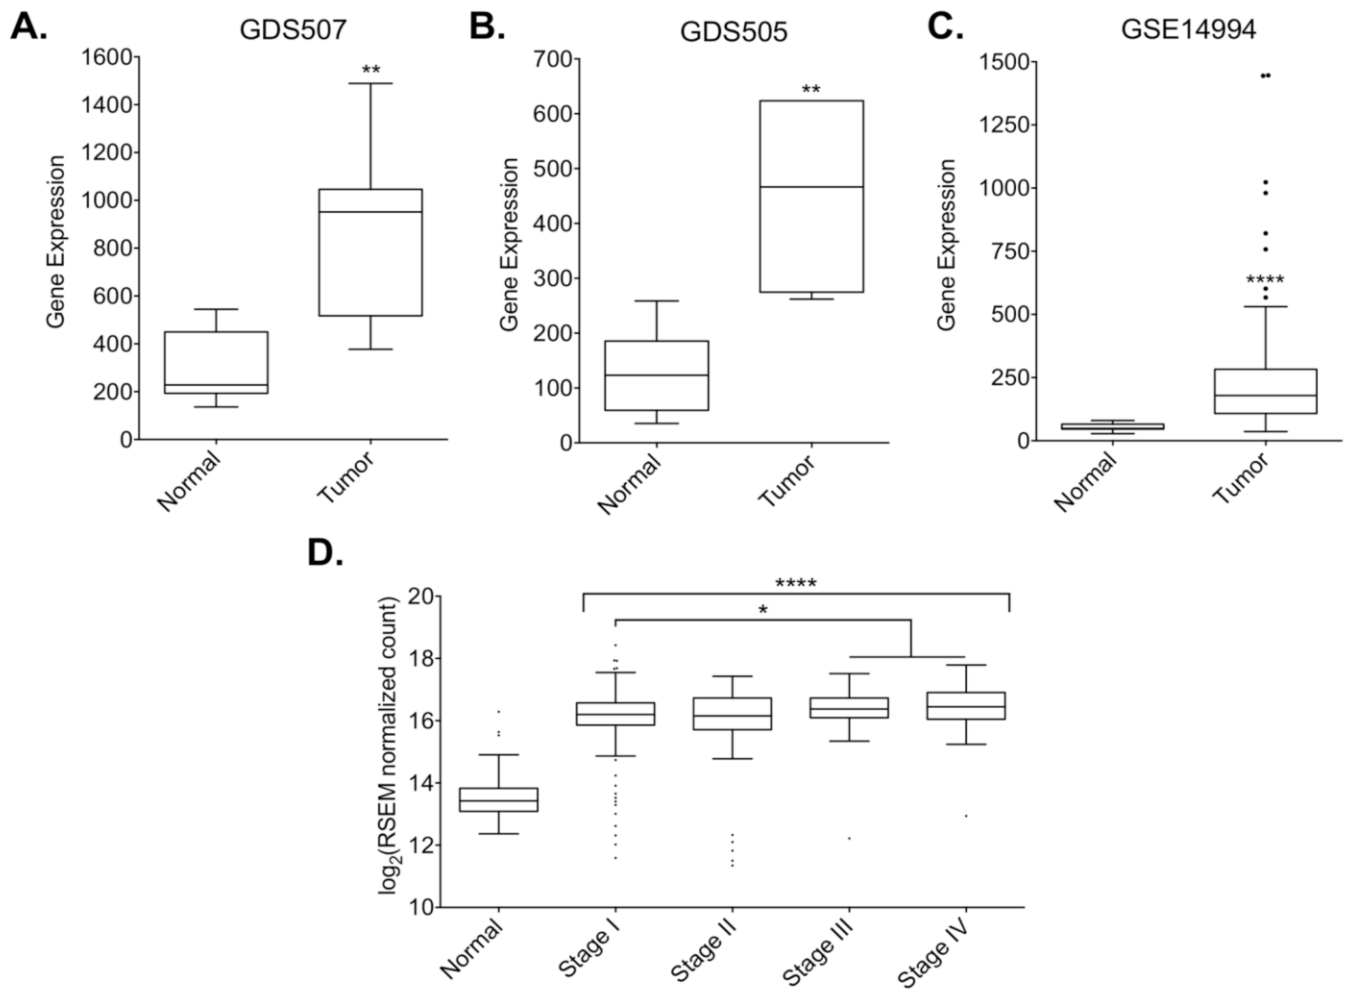 A.
GDS507
1600
1400
1200
1000
800
600
400
200
0
Gene Expression
**
Normal
Tumor
B.
GDS505
700
600
500
400
300
200
100
0
Gene Expression
**
Normal
Tumor
C.
GSE14994
1500
1250
1000
750
500
250
0
Gene Expression
****
Normal
Tumor
D.
20
18
16
14
12
10
log2(RSEM normalized count)
****
*
Normal
Stage I
Stage II
Stage III
Stage IV